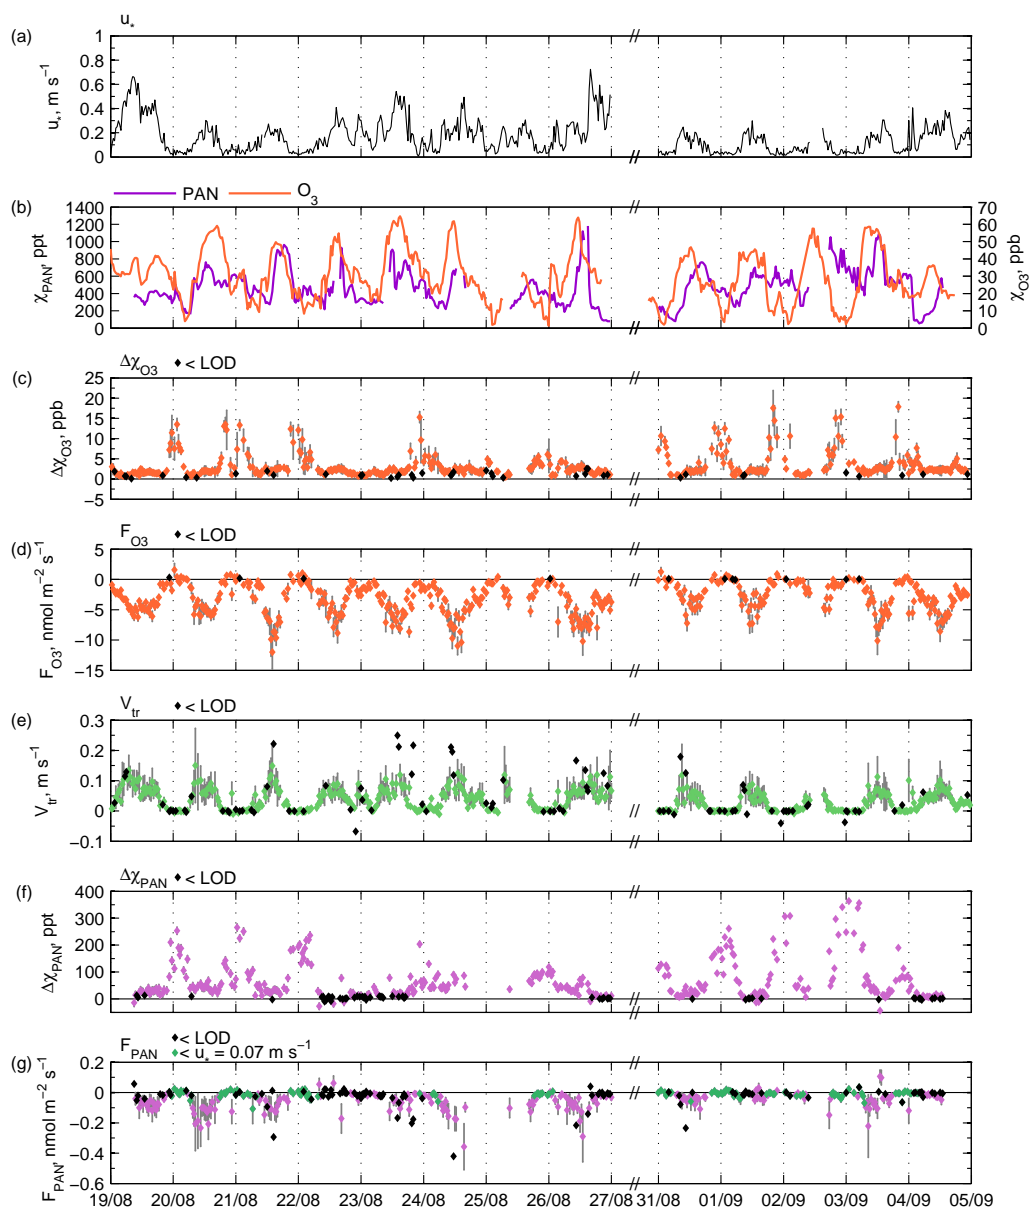 (a) u*
1
0.8
0.6
0.4
0.2
0
u*, m s−1
(b) PAN O3
1400
1200
1000
800
600
400
200
0
χPAN, ppt
70
60
50
40
30
20
10
0
χO3, ppb
(c) ΔχO3 < LOD
25
20
15
10
5
0
−5
ΔχO3, ppb
(d) FO3 < LOD
5
0
−5
−10
−15
FO3, nmol m−2 s−1
(e) Vtr < LOD
0.3
0.2
0.1
0
−0.1
Vtr, m s−1
(f) ΔχPAN < LOD
400
300
200
100
0
ΔχPAN, ppt
(g) FPAN < LOD
< u* = 0.07 m s−1
0.2
0
−0.2
−0.4
−0.6
FPAN, nmol m−2 s−1
19/08 20/08 21/08 22/08 23/08 24/08 25/08 26/08 27/08 31/08 01/09 02/09 03/09 04/09 05/09